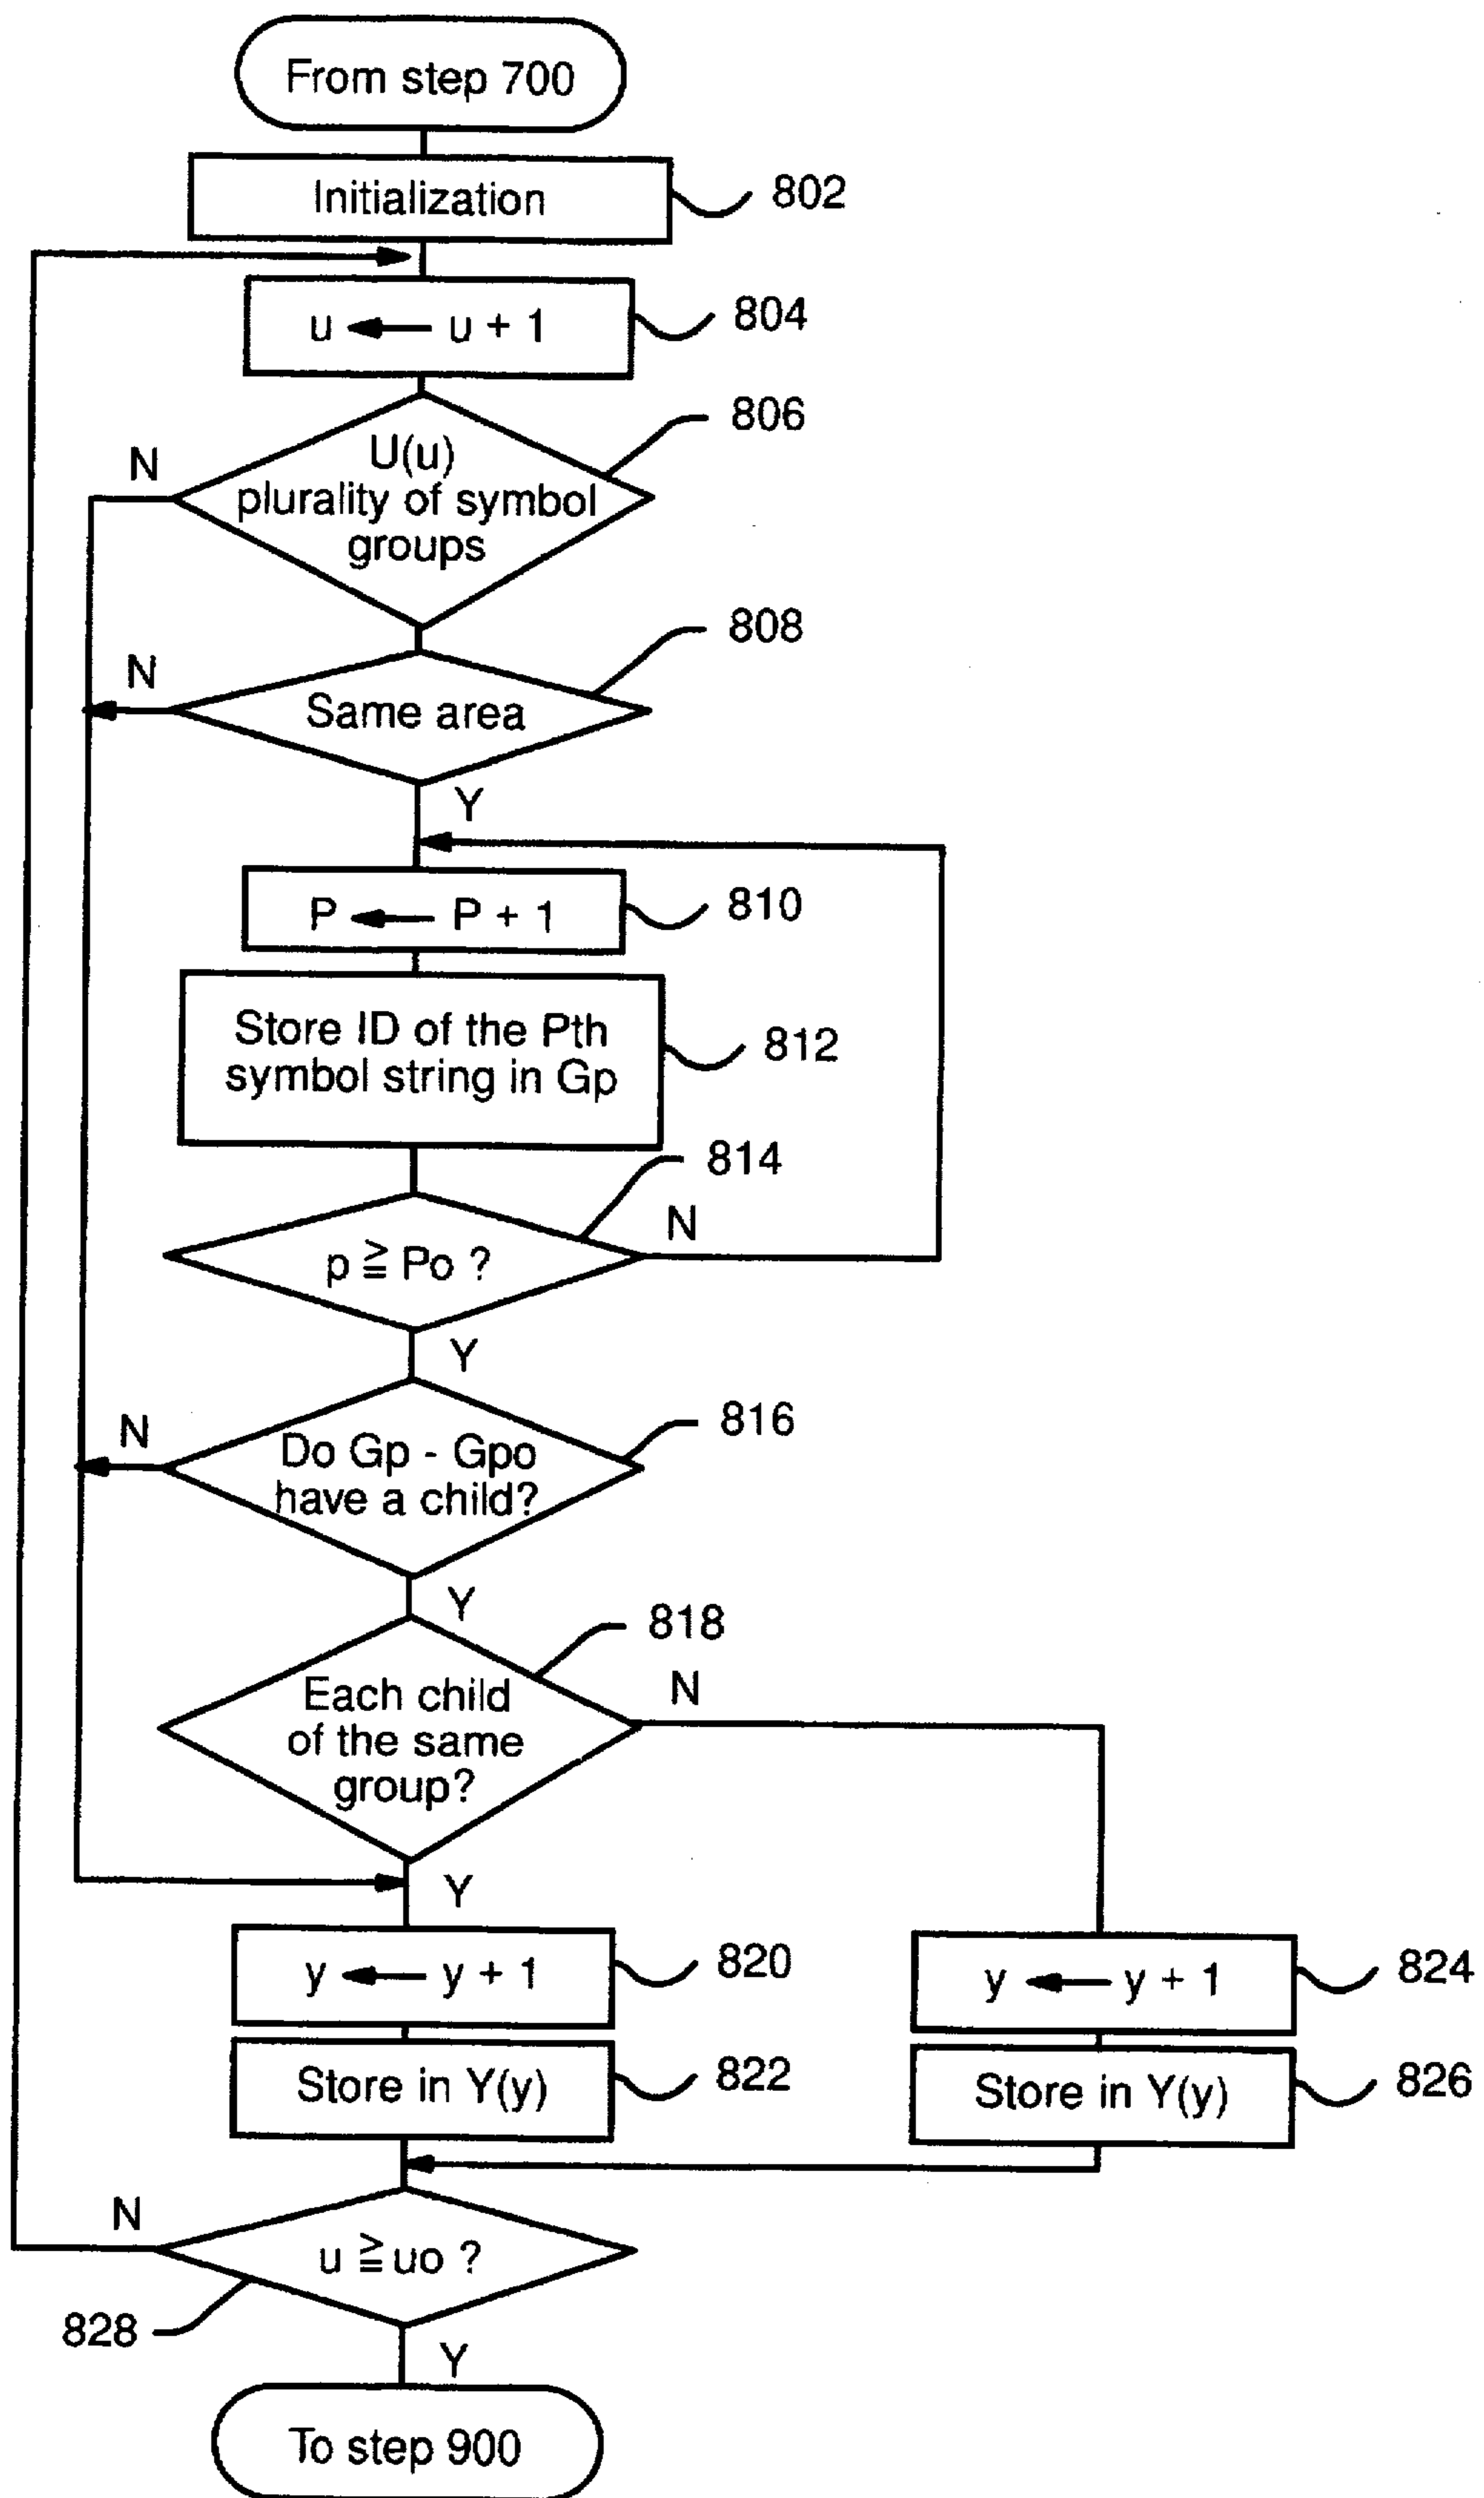 From step 700
Initialization
802
u ← u + 1
804
806
N
U(u)
plurality of symbol
groups
808
N
Same area
Y
P ← P + 1
810
Store ID of the Pth
symbol string in Gp
812
814
N
p ≧ Po ?
Y
816
N
Do Gp - Gpo
have a child?
Y
818
N
Each child
of the same
group?
Y
y ← y + 1
820
y ← y + 1
824
Store in Y(y)
822
Store in Y(y)
826
N
u ≧ uo ?
828
Y
To step 900